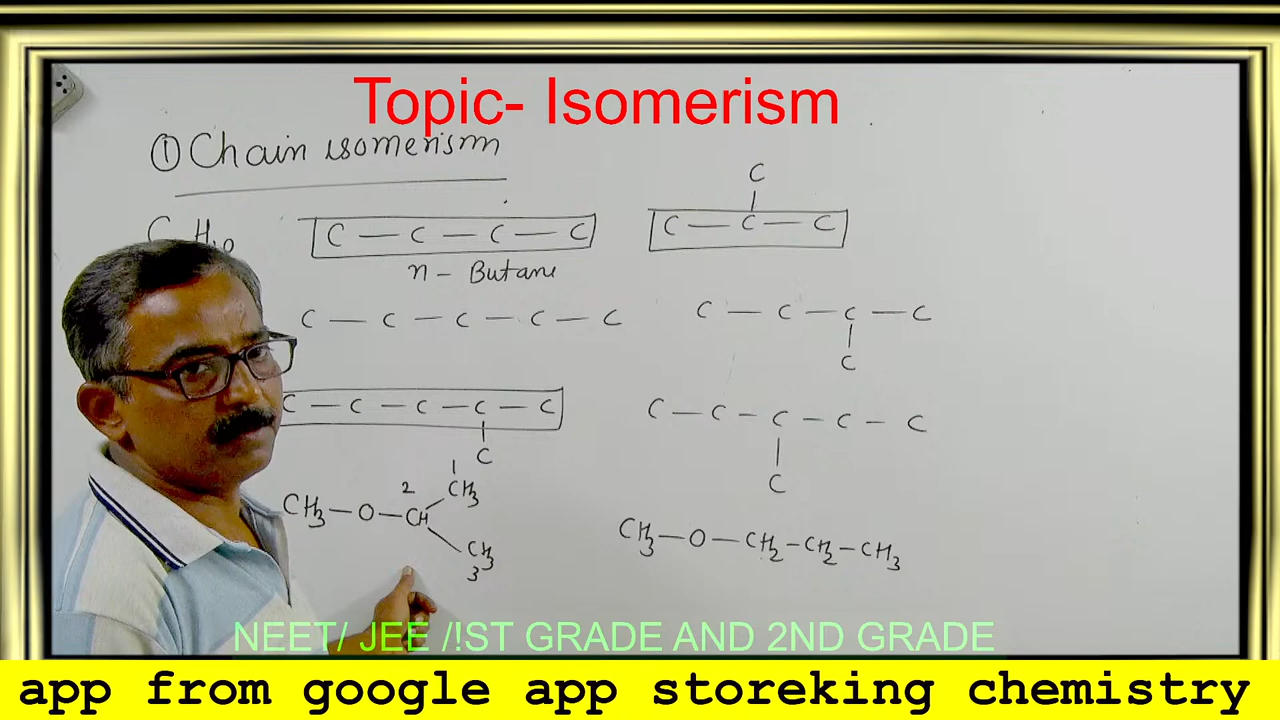 Topic- Isomerism
① Chain isomerism
C
C H₁₀
C — C — C — C
C — C — C
n - Butane
C — C — C — C — C
C — C — C — C
C
C — C — C — C — C
C — C — C — C — C
C
C
2
CH₃
CH₃ — O — CH
CH₃
3
CH₃ — O — CH₂ — CH₂ — CH₃
NEET/ JEE /!ST GRADE AND 2ND GRADE
app from google app storeking chemistry